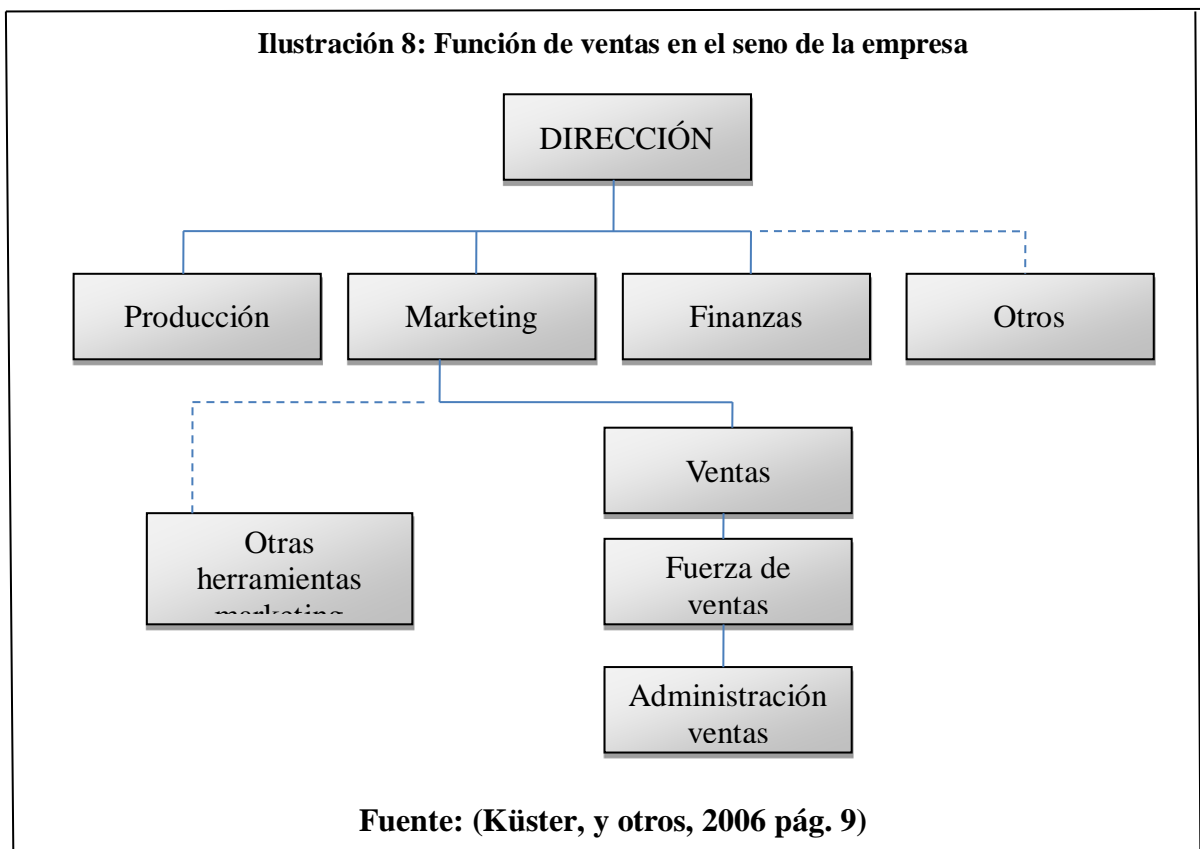 Ilustración 8: Función de ventas en el seno de la empresa
DIRECCIÓN
Producción
Marketing
Finanzas
Otros
Ventas
Otras
herramientas
marketing
Fuerza de
ventas
Administración
ventas
Fuente: (Küster, y otros, 2006 pág. 9)